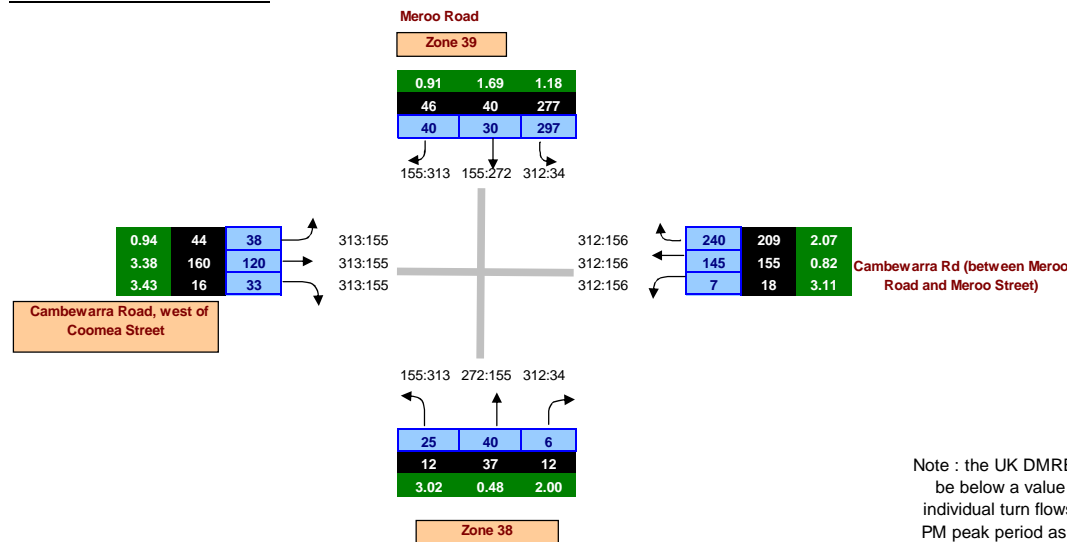 Meroo Road
Zone 39
0.91 1.69 1.18
46 40 277
40 30 297
155:313 155:272 312:34
0.94 44 38 313:155 312:156 240 209 2.07
3.38 160 120 313:155 312:156 145 155 0.82
3.43 16 33 313:155 312:156 7 18 3.11
Cambewarra Rd (between Meroo
Road and Meroo Street)
Cambewarra Road, west of
Coomea Street
155:313 272:155 312:34
25 40 6
12 37 12
3.02 0.48 2.00
Zone 38
Note : the UK DMRB
be below a value
individual turn flows
PM peak period as